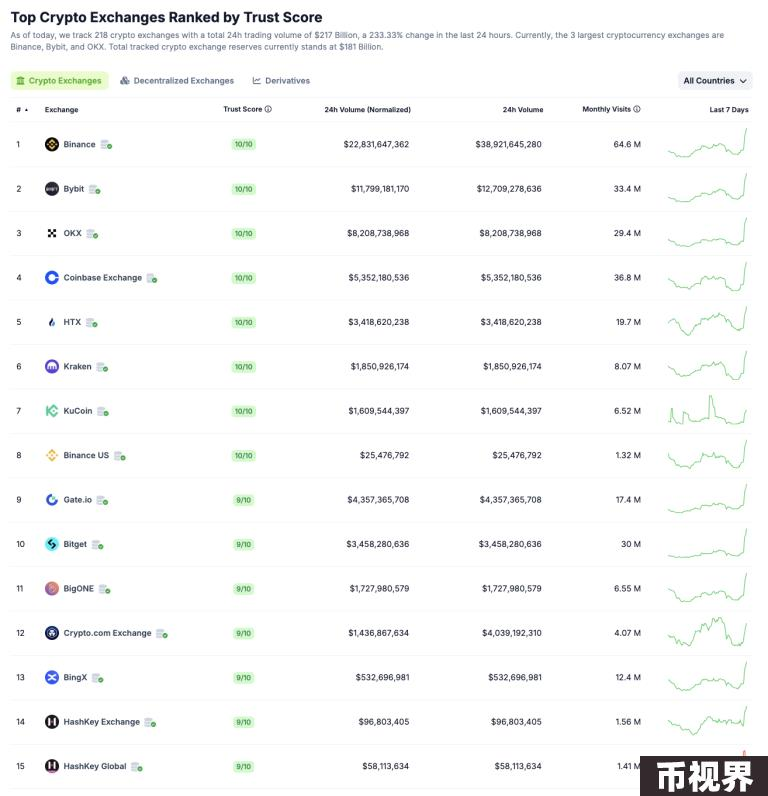 Top Crypto Exchanges Ranked by Trust Score
As of today, we track 218 crypto exchanges with a total 24h trading volume of $217 Billion, a 233.33% change in the last 24 hours. Currently, the 3 largest cryptocurrency exchanges are
Binance, Bybit, and OKX. Total tracked crypto exchange reserves currently stands at $181 Billion.
Crypto Exchanges Decentralized Exchanges Derivatives All Countries
# Exchange Trust Score 24h Volume (Normalized) 24h Volume Monthly Visits Last 7 Days
1 Binance 10/10 $22,831,647,362 $38,921,645,280 64.6 M
2 Bybit 10/10 $11,799,181,170 $12,709,278,636 33.4 M
3 OKX 10/10 $8,208,738,968 $8,208,738,968 29.4 M
4 Coinbase Exchange 10/10 $5,352,180,536 $5,352,180,536 36.8 M
5 HTX 10/10 $3,418,620,238 $3,418,620,238 19.7 M
6 Kraken 10/10 $1,850,926,174 $1,850,926,174 8.07 M
7 KuCoin 10/10 $1,609,544,397 $1,609,544,397 6.52 M
8 Binance US 10/10 $25,476,792 $25,476,792 1.32 M
9 Gate.io 9/10 $4,357,365,708 $4,357,365,708 17.4 M
10 Bitget 9/10 $3,458,280,636 $3,458,280,636 30 M
11 BigONE 9/10 $1,727,980,579 $1,727,980,579 6.55 M
12 Crypto.com Exchange 9/10 $1,436,867,634 $4,039,192,310 4.07 M
13 BingX 9/10 $532,696,981 $532,696,981 12.4 M
14 HashKey Exchange 9/10 $96,803,405 $96,803,405 1.56 M
15 HashKey Global 9/10 $58,113,634 $58,113,634 1.41 M
币视界